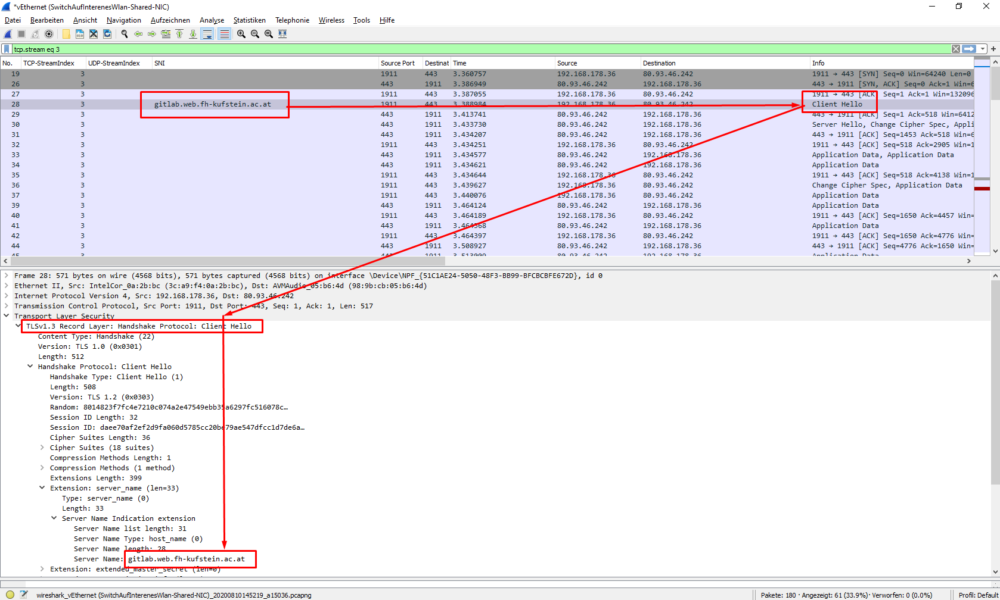 *vEthernet (SwitchAufInterenesWlan-Shared-NIC)
Datei Bearbeiten Ansicht Navigation Aufzeichnen Analyse Statistiken Telephonie Wireless Tools Hilfe
tcp.stream eq 3
No. TCP-StreamIndex UDP-StreamIndex SNI Source Port Destinat Time Source Destination Info
19 3 1911 443 3.360757 192.168.178.36 80.93.46.242 1911 → 443 [SYN] Seq=0 Win=64240 Len=0
26 3 443 1911 3.386949 80.93.46.242 192.168.178.36 443 → 1911 [SYN, ACK] Seq=0 Ack=1 Win=6
27 3 1911 443 3.387055 192.168.178.36 80.93.46.242 1911 → 443 [ACK] Seq=1 Ack=1 Win=132096
28 3 gitlab.web.fh-kufstein.ac.at 1911 443 3.388984 192.168.178.36 80.93.46.242 Client Hello
29 3 443 1911 3.413741 80.93.46.242 192.168.178.36 443 → 1911 [ACK] Seq=1 Ack=518 Win=6412
30 3 443 1911 3.433730 80.93.46.242 192.168.178.36 Server Hello, Change Cipher Spec, Appli
31 3 443 1911 3.434207 80.93.46.242 192.168.178.36 443 → 1911 [ACK] Seq=1453 Ack=518 Win=6
32 3 1911 443 3.434251 192.168.178.36 80.93.46.242 1911 → 443 [ACK] Seq=518 Ack=2905 Win=1
33 3 443 1911 3.434577 80.93.46.242 192.168.178.36 Application Data, Application Data
34 3 443 1911 3.434621 80.93.46.242 192.168.178.36 Application Data
35 3 1911 443 3.434644 192.168.178.36 80.93.46.242 1911 → 443 [ACK] Seq=518 Ack=4138 Win=1
36 3 1911 443 3.439627 192.168.178.36 80.93.46.242 Change Cipher Spec, Application Data
37 3 1911 443 3.440076 192.168.178.36 80.93.46.242 Application Data
39 3 443 1911 3.464124 80.93.46.242 192.168.178.36 Application Data
40 3 1911 443 3.464189 192.168.178.36 80.93.46.242 1911 → 443 [ACK] Seq=1650 Ack=4457 Win=
41 3 443 1911 3.464368 80.93.46.242 192.168.178.36 Application Data
42 3 1911 443 3.464397 192.168.178.36 80.93.46.242 1911 → 443 [ACK] Seq=1650 Ack=4776 Win=
44 3 443 1911 3.508927 80.93.46.242 192.168.178.36 443 → 1911 [ACK] Seq=4776 Ack=1650 Win=
45 3 443 1911 3.513009 80.93.46.242 192.168.178.36 Application Data
Frame 28: 571 bytes on wire (4568 bits), 571 bytes captured (4568 bits) on interface \Device\NPF_{51C1AE24-5050-48F3-BB99-BFCBCBFE672D}, id 0
Ethernet II, Src: IntelCor_0a:2b:bc (3c:a9:f4:0a:2b:bc), Dst: AVMAudio_05:b6:4d (98:9b:cb:05:b6:4d)
Internet Protocol Version 4, Src: 192.168.178.36, Dst: 80.93.46.242
Transmission Control Protocol, Src Port: 1911, Dst Port: 443, Seq: 1, Ack: 1, Len: 517
Transport Layer Security
TLSv1.3 Record Layer: Handshake Protocol: Client Hello
Content Type: Handshake (22)
Version: TLS 1.0 (0x0301)
Length: 512
Handshake Protocol: Client Hello
Handshake Type: Client Hello (1)
Length: 508
Version: TLS 1.2 (0x0303)
Random: 8014823f7fc4e7210c074a2e47549ebb35a6297fc516078c…
Session ID Length: 32
Session ID: daee70af2ef2d9fa060d5785cc20be79ae547dfcc1d7de6a…
Cipher Suites Length: 36
Cipher Suites (18 suites)
Compression Methods Length: 1
Compression Methods (1 method)
Extensions Length: 399
Extension: server_name (len=33)
Type: server_name (0)
Length: 33
Server Name Indication extension
Server Name list length: 31
Server Name Type: host_name (0)
Server Name length: 28
Server Name: gitlab.web.fh-kufstein.ac.at
Extension: extended_master_secret (len=0)
wireshark_vEthernet (SwitchAufInterenesWlan-Shared-NIC)_20200810145219_a15036.pcapng Pakete: 180 · Angezeigt: 61 (33.9%) · Verworfen: 0 (0.0%) Profil: Default